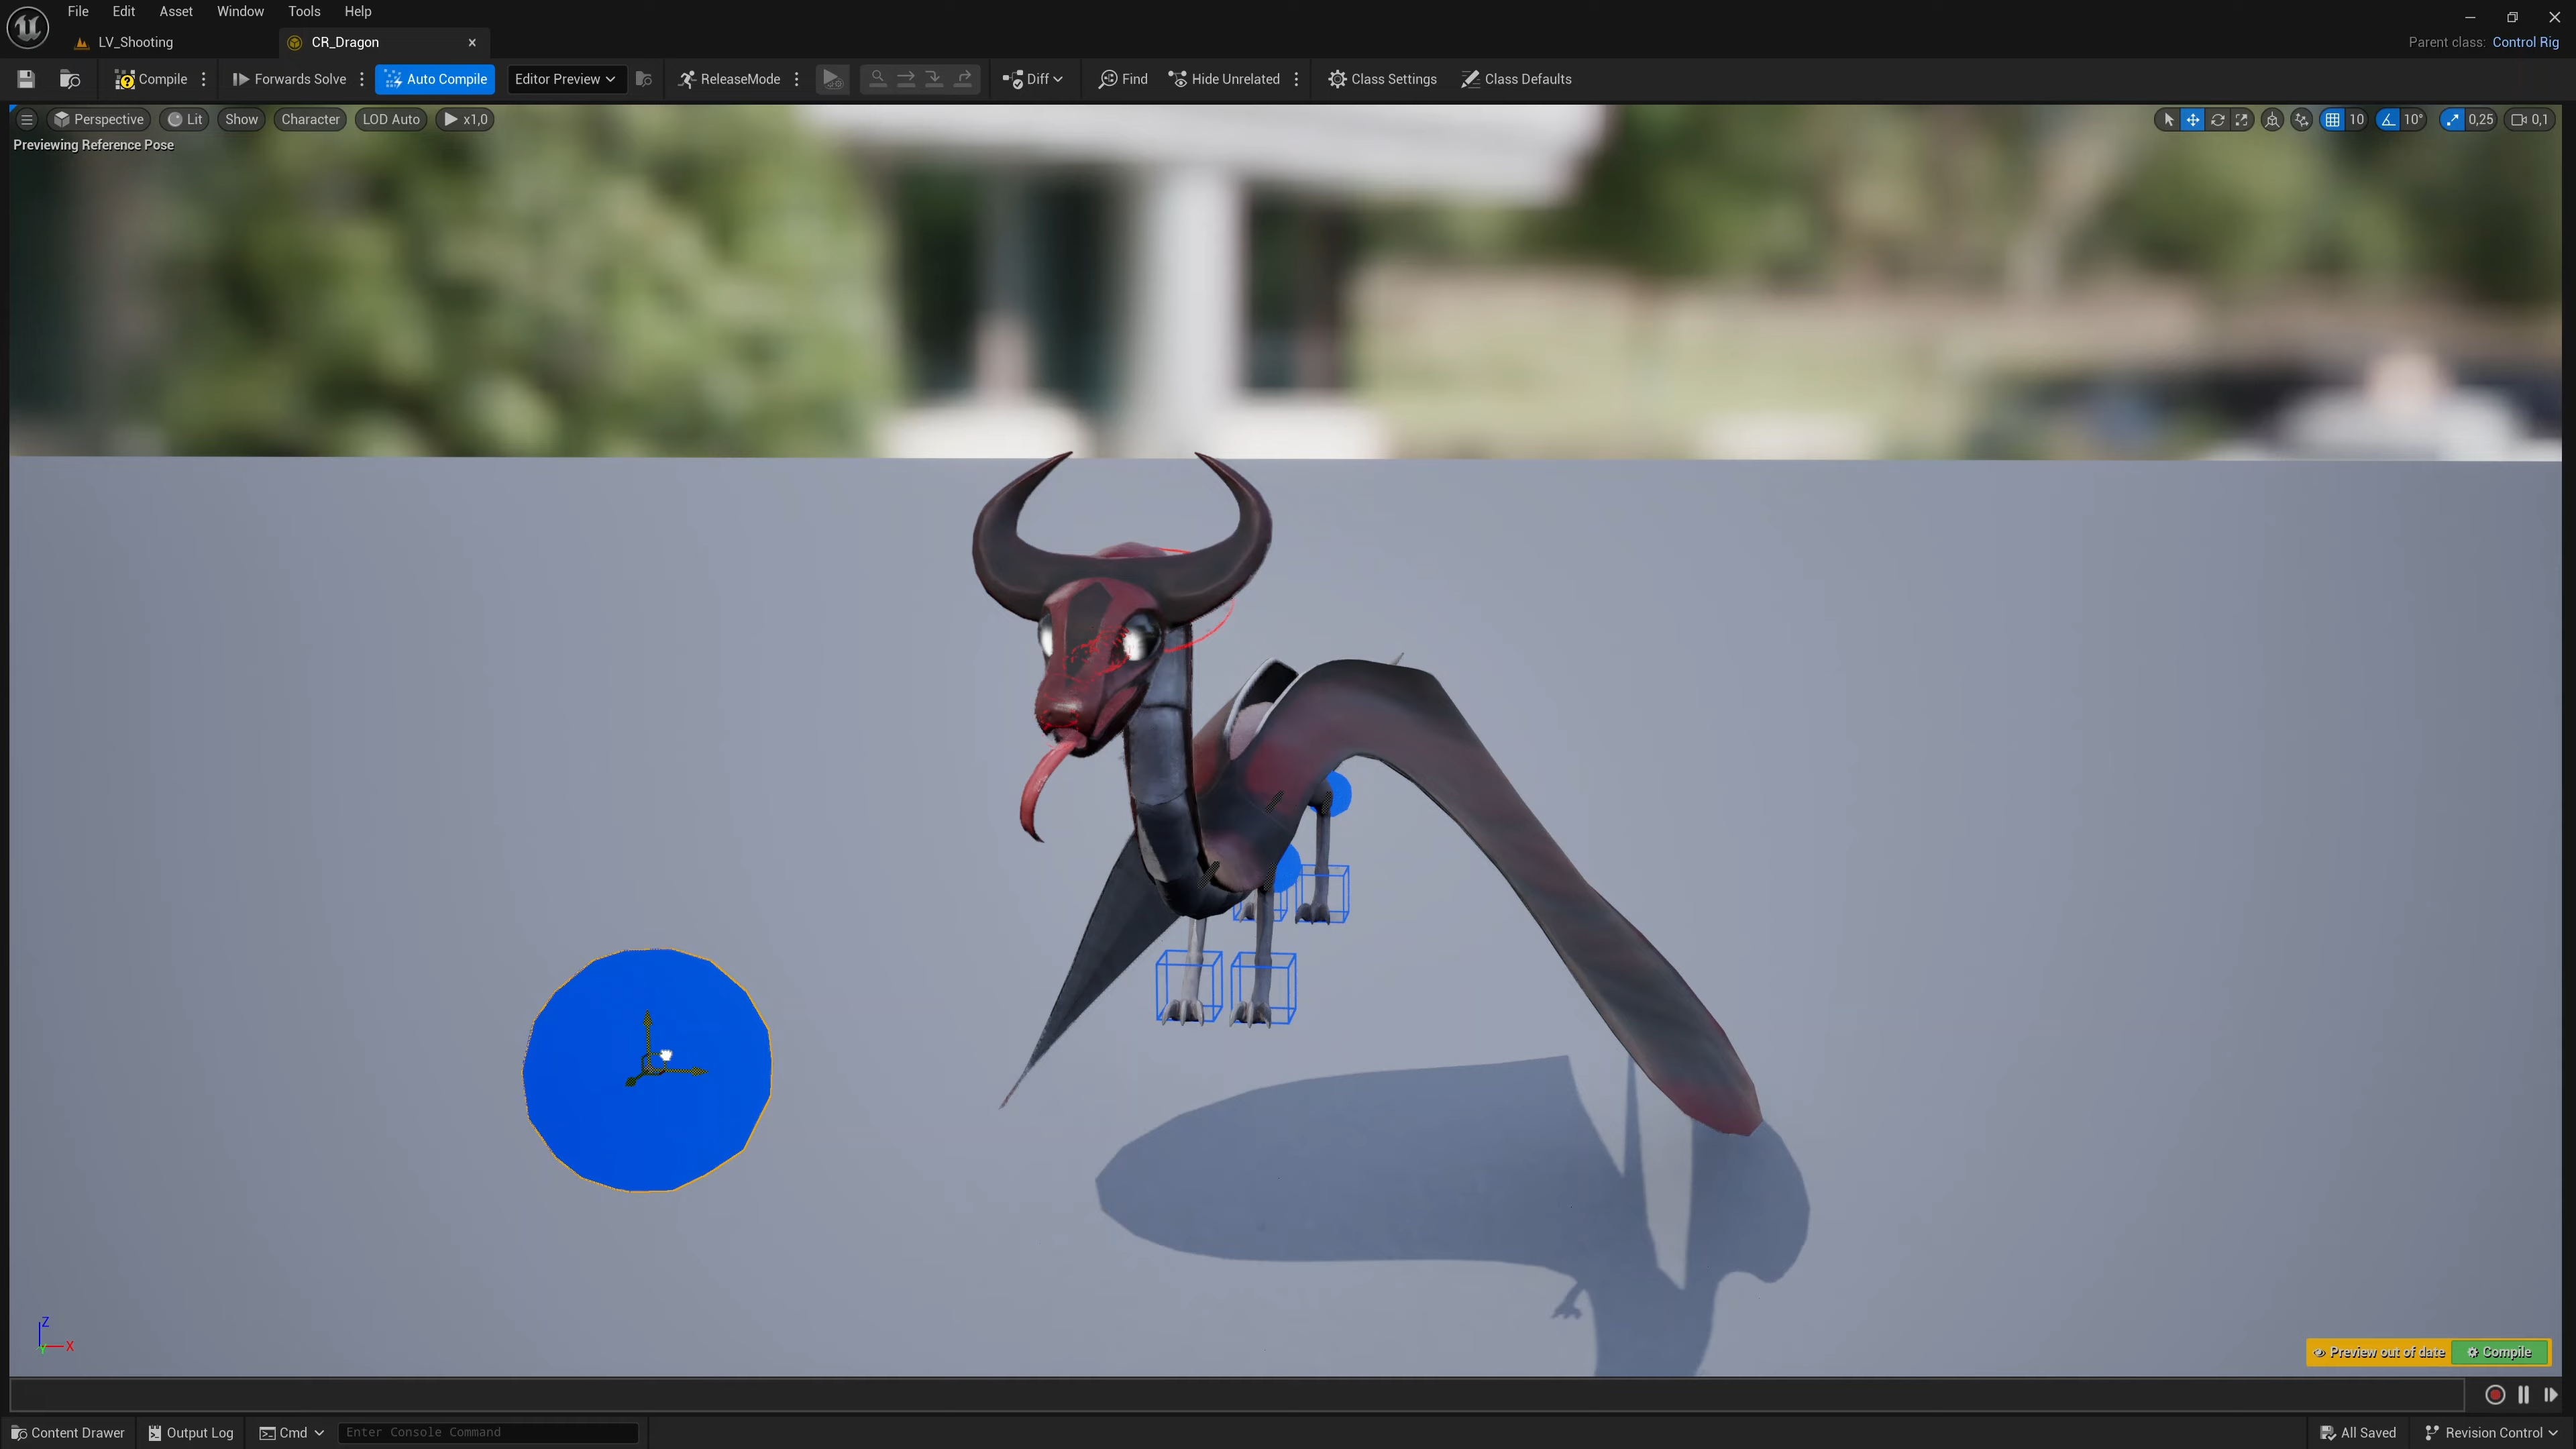 File Edit Asset Window Tools Help
LV_Shooting
CR_Dragon
Parent class: Control Rig
Compile
Forwards Solve
Auto Compile
Editor Preview
ReleaseMode
Diff
Find
Hide Unrelated
Class Settings
Class Defaults
Perspective
Lit
Show
Character
LOD Auto
x1,0
10
10°
0,25
0,1
Previewing Reference Pose
Z
Y
X
Preview out of date
Compile
Content Drawer
Output Log
Cmd
Enter Console Command
All Saved
Revision Control